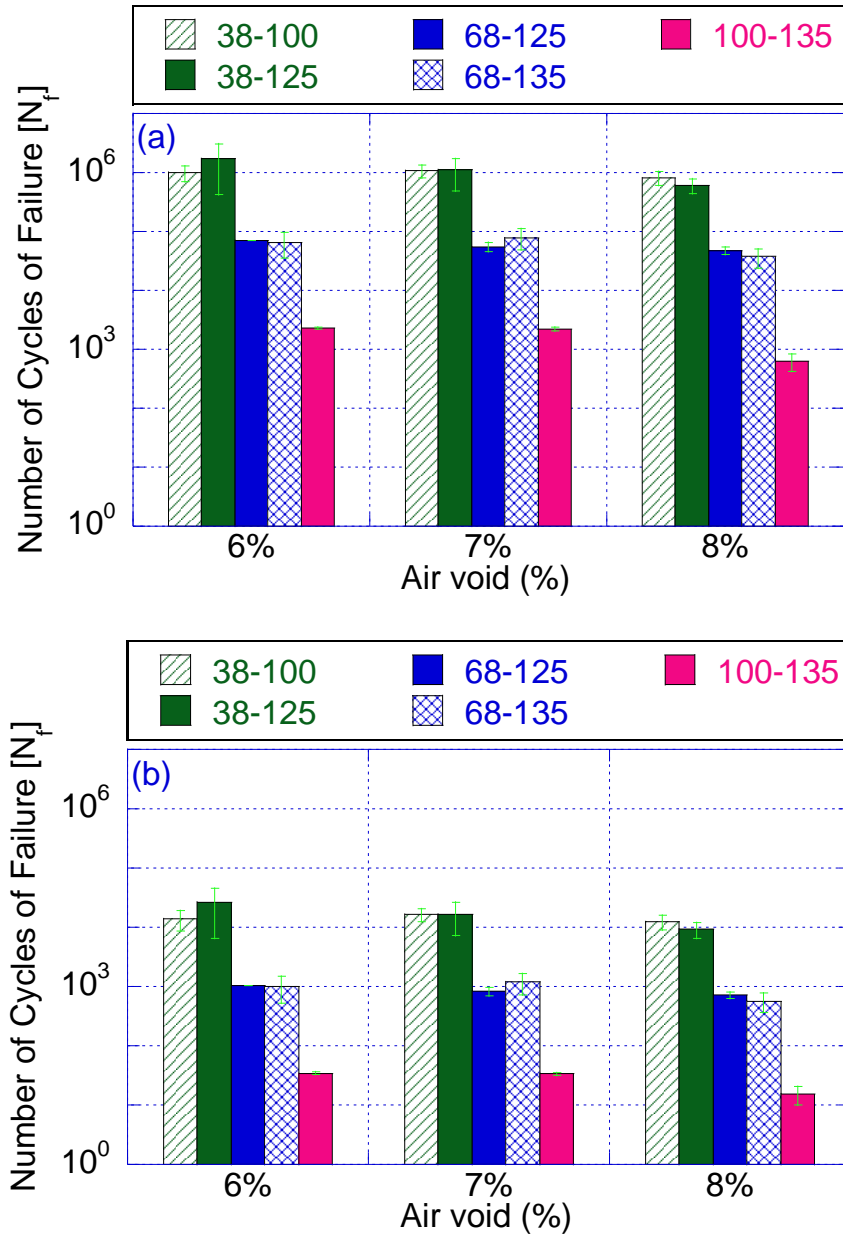 38-100 68-125 100-135
38-125 68-135
Number of Cycles of Failure [N_f]
(a)
10^6
10^3
10^0
6% 7% 8%
Air void (%)
38-100 68-125 100-135
38-125 68-135
Number of Cycles of Failure [N_f]
(b)
10^6
10^3
10^0
6% 7% 8%
Air void (%)